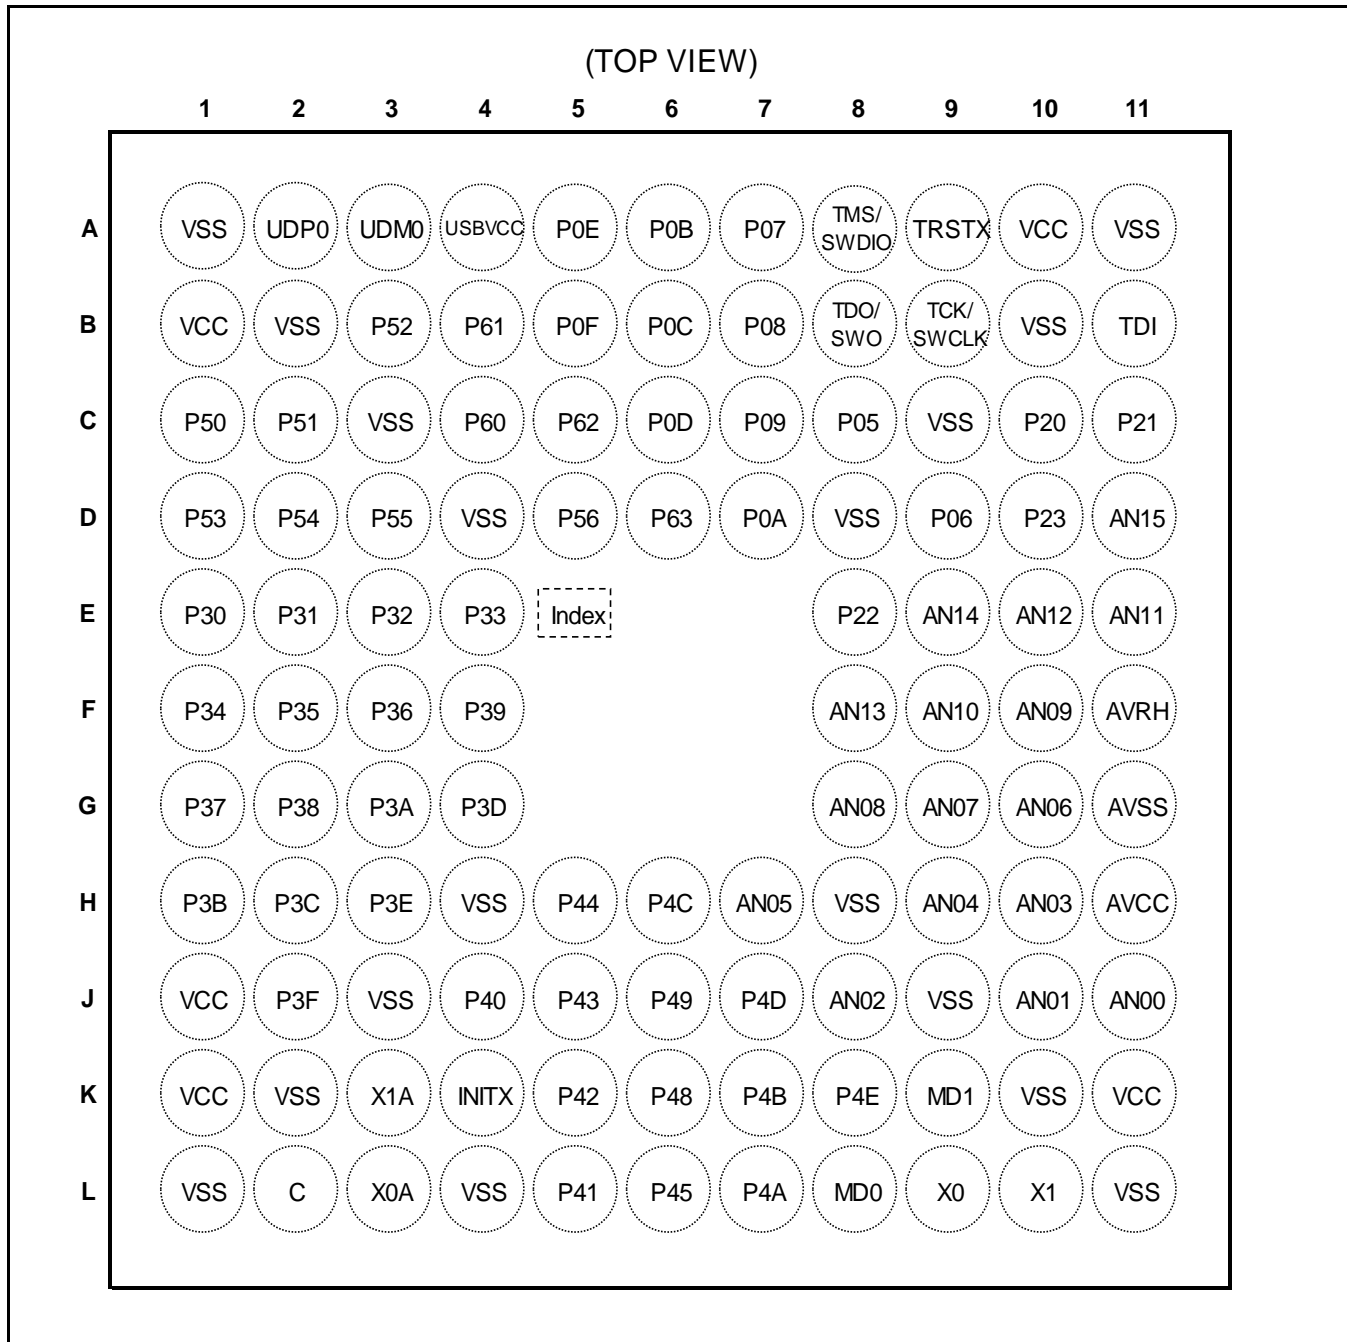 (TOP VIEW)
1 2 3 4 5 6 7 8 9 10 11
A VSS UDP0 UDM0 USBVCC P0E P0B P07 TMS/ SWDIO TRSTX VCC VSS
B VCC VSS P52 P61 P0F P0C P08 TDO/ SWO TCK/ SWCLK VSS TDI
C P50 P51 VSS P60 P62 P0D P09 P05 VSS P20 P21
D P53 P54 P55 VSS P56 P63 P0A VSS P06 P23 AN15
E P30 P31 P32 P33 Index P22 AN14 AN12 AN11
F P34 P35 P36 P39 AN13 AN10 AN09 AVRH
G P37 P38 P3A P3D AN08 AN07 AN06 AVSS
H P3B P3C P3E VSS P44 P4C AN05 VSS AN04 AN03 AVCC
J VCC P3F VSS P40 P43 P49 P4D AN02 VSS AN01 AN00
K VCC VSS X1A INITX P42 P48 P4B P4E MD1 VSS VCC
L VSS C X0A VSS P41 P45 P4A MD0 X0 X1 VSS